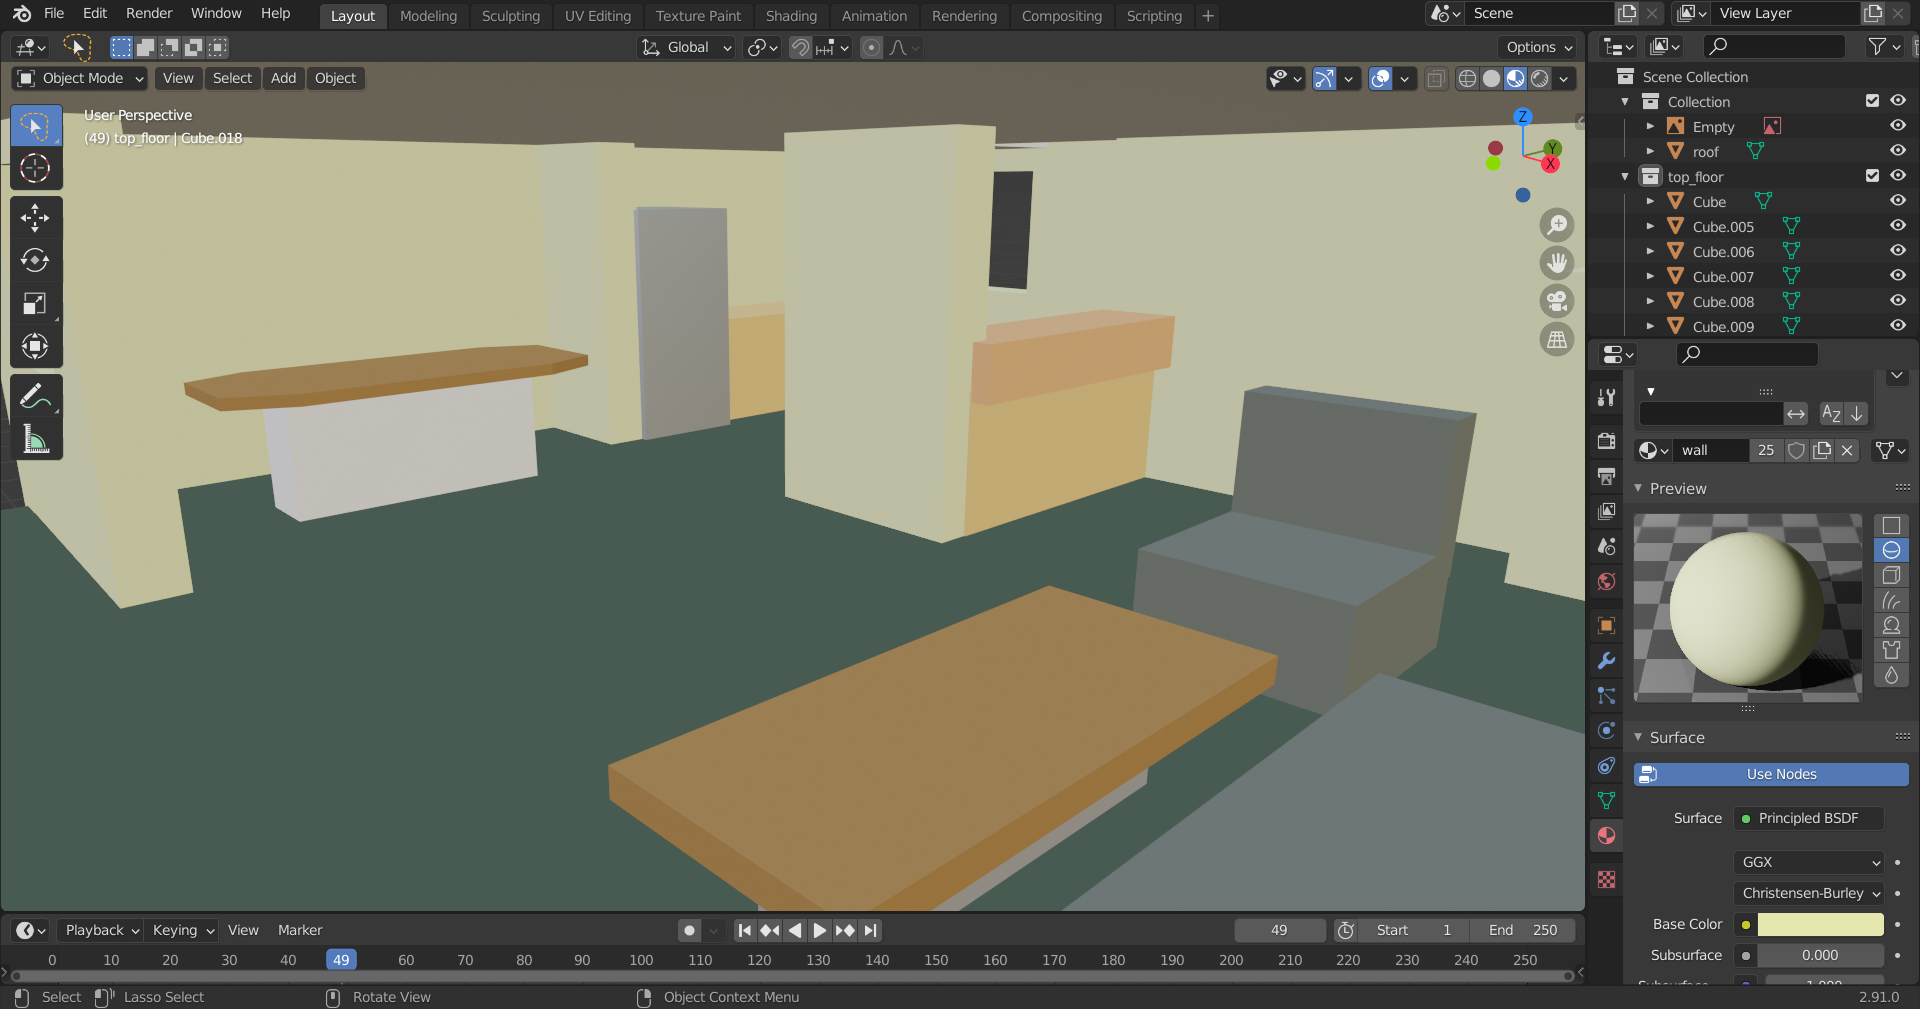 File Edit Render Window Help Layout Modeling Sculpting UV Editing Texture Paint Shading Animation Rendering Compositing Scripting + Scene View Layer
Global Options
Object Mode View Select Add Object
User Perspective
(49) top_floor | Cube.018
Z
Y
X
Scene Collection
Collection
Empty
roof
top_floor
Cube
Cube.005
Cube.006
Cube.007
Cube.008
Cube.009
AZ
wall 25
Preview
Surface
Use Nodes
Surface Principled BSDF
GGX
Christensen-Burley
Base Color
Subsurface 0.000
Playback Keying View Marker 49 Start 1 End 250
0 10 20 30 40 49 60 70 80 90 100 110 120 130 140 150 160 170 180 190 200 210 220 230 240 250
Select Lasso Select Rotate View Object Context Menu 2.91.0